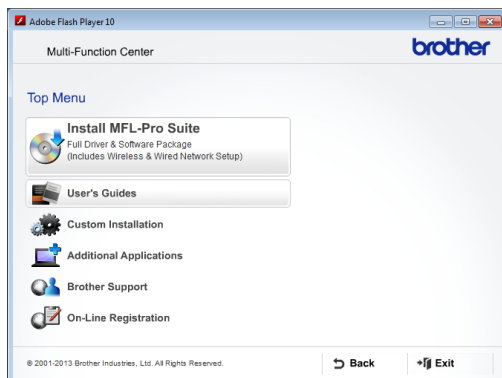 Adobe Flash Player 10
Multi-Function Center
brother
Top Menu
Install MFL-Pro Suite
Full Driver & Software Package
(Includes Wireless & Wired Network Setup)
User's Guides
Custom Installation
Additional Applications
Brother Support
On-Line Registration
© 2001-2013 Brother Industries, Ltd. All Rights Reserved.
Back
Exit